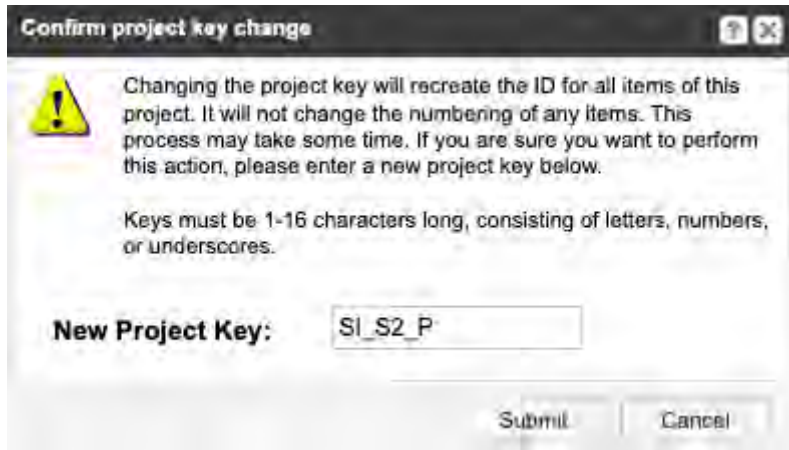 Confirm project key change
Changing the project key will recreate the ID for all items of this
project. It will not change the numbering of any items. This
process may take some time. If you are sure you want to perform
this action, please enter a new project key below.
Keys must be 1-16 characters long, consisting of letters, numbers,
or underscores.
New Project Key: SI_S2_P
Submit Cancel